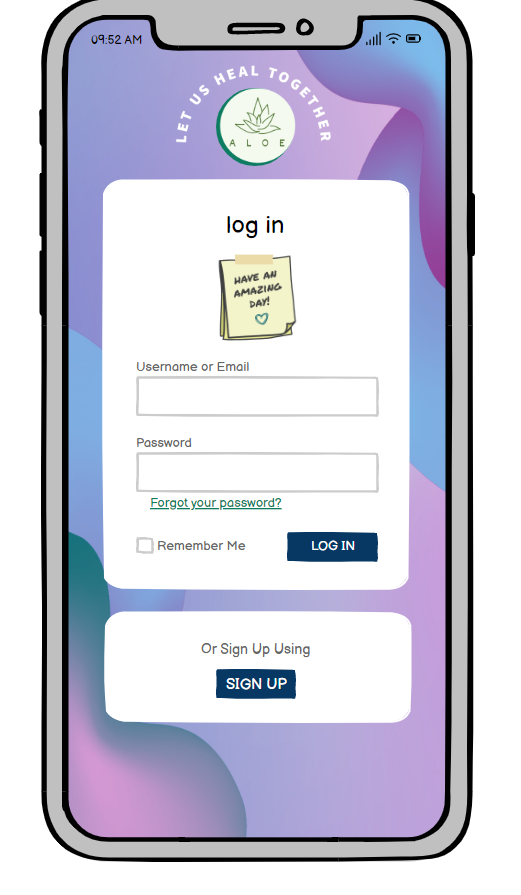 09:52 AM
LET US HEAL TOGETHER
ALOE
log in
HAVE AN
AMAZING
DAY!
Username or Email
Password
Forgot your password?
Remember Me
LOG IN
Or Sign Up Using
SIGN UP